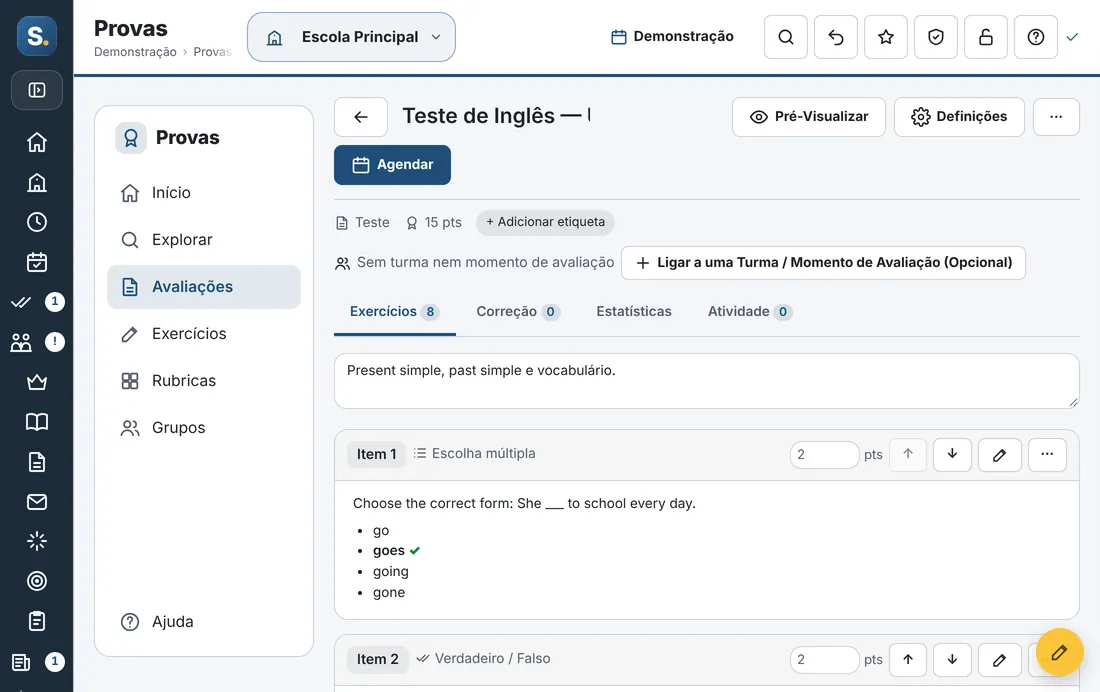 S.
Provas
Demonstração › Provas
Escola Principal
Demonstração
Provas
Início
Explorar
Avaliações
Exercícios
Rubricas
Grupos
Ajuda
1
!
1
Teste de Inglês —
Pré-Visualizar
Definições
...
Agendar
Teste
15 pts
+ Adicionar etiqueta
Sem turma nem momento de avaliação
+ Ligar a uma Turma / Momento de Avaliação (Opcional)
Exercícios 8
Correção 0
Estatísticas
Atividade 0
Present simple, past simple e vocabulário.
Item 1 Escolha múltipla 2 pts ...
Choose the correct form: She ___ to school every day.
• go
• goes ✔
• going
• gone
Item 2 Verdadeiro / Falso 2 pts